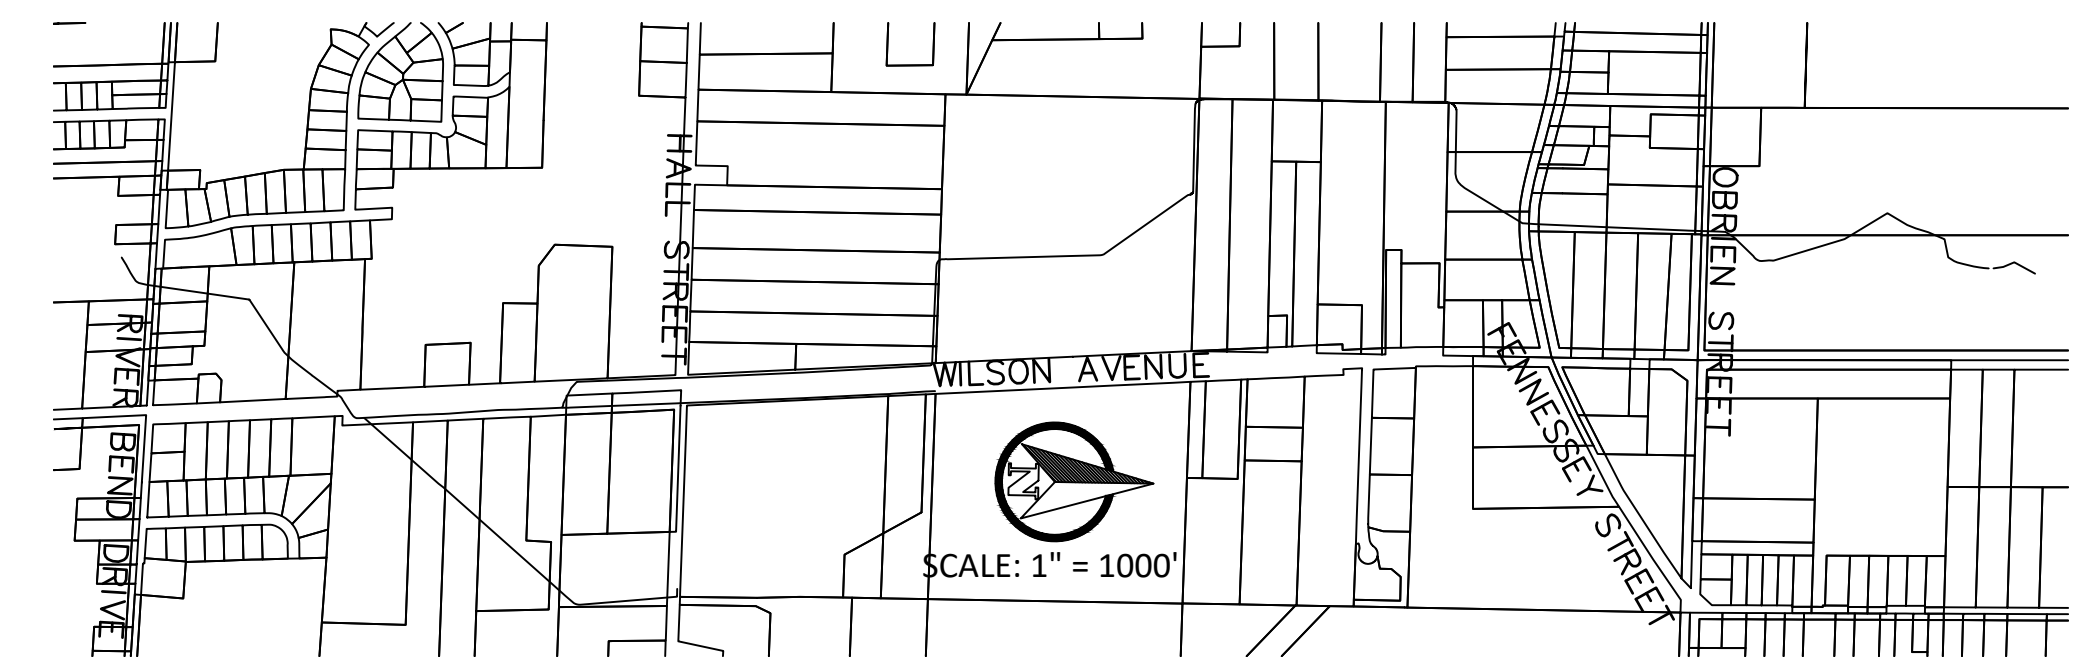 RIVER BEND DRIVE
HALL STREET
WILSON AVENUE
FENNESSEY STREET
OBRIEN STREET
N
SCALE: 1" = 1000'